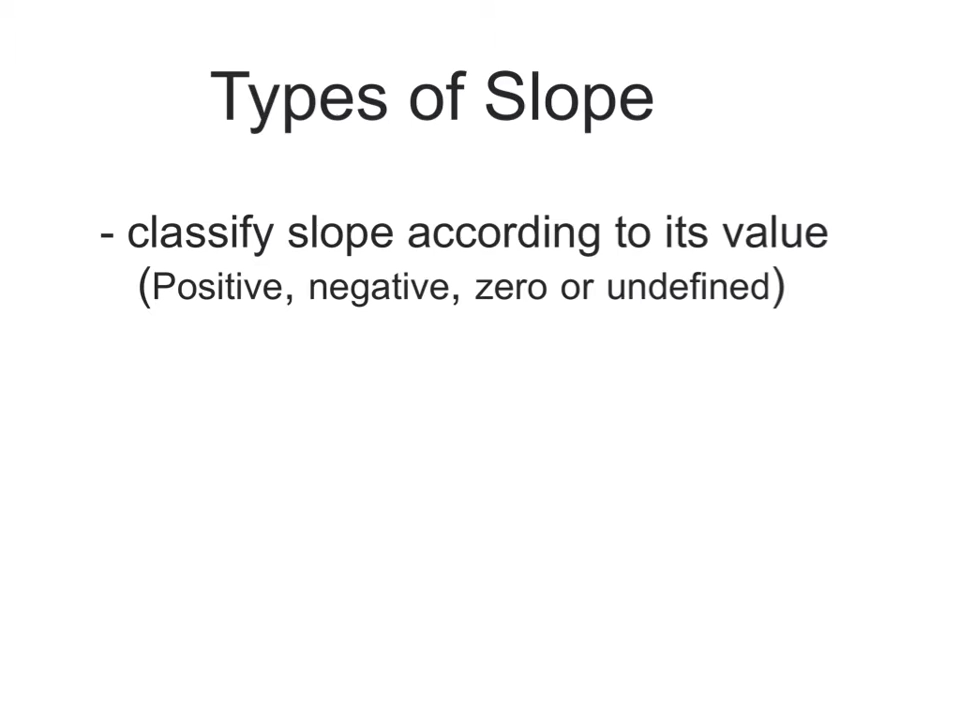 Types of Slope
- classify slope according to its value
(Positive, negative, zero or undefined)